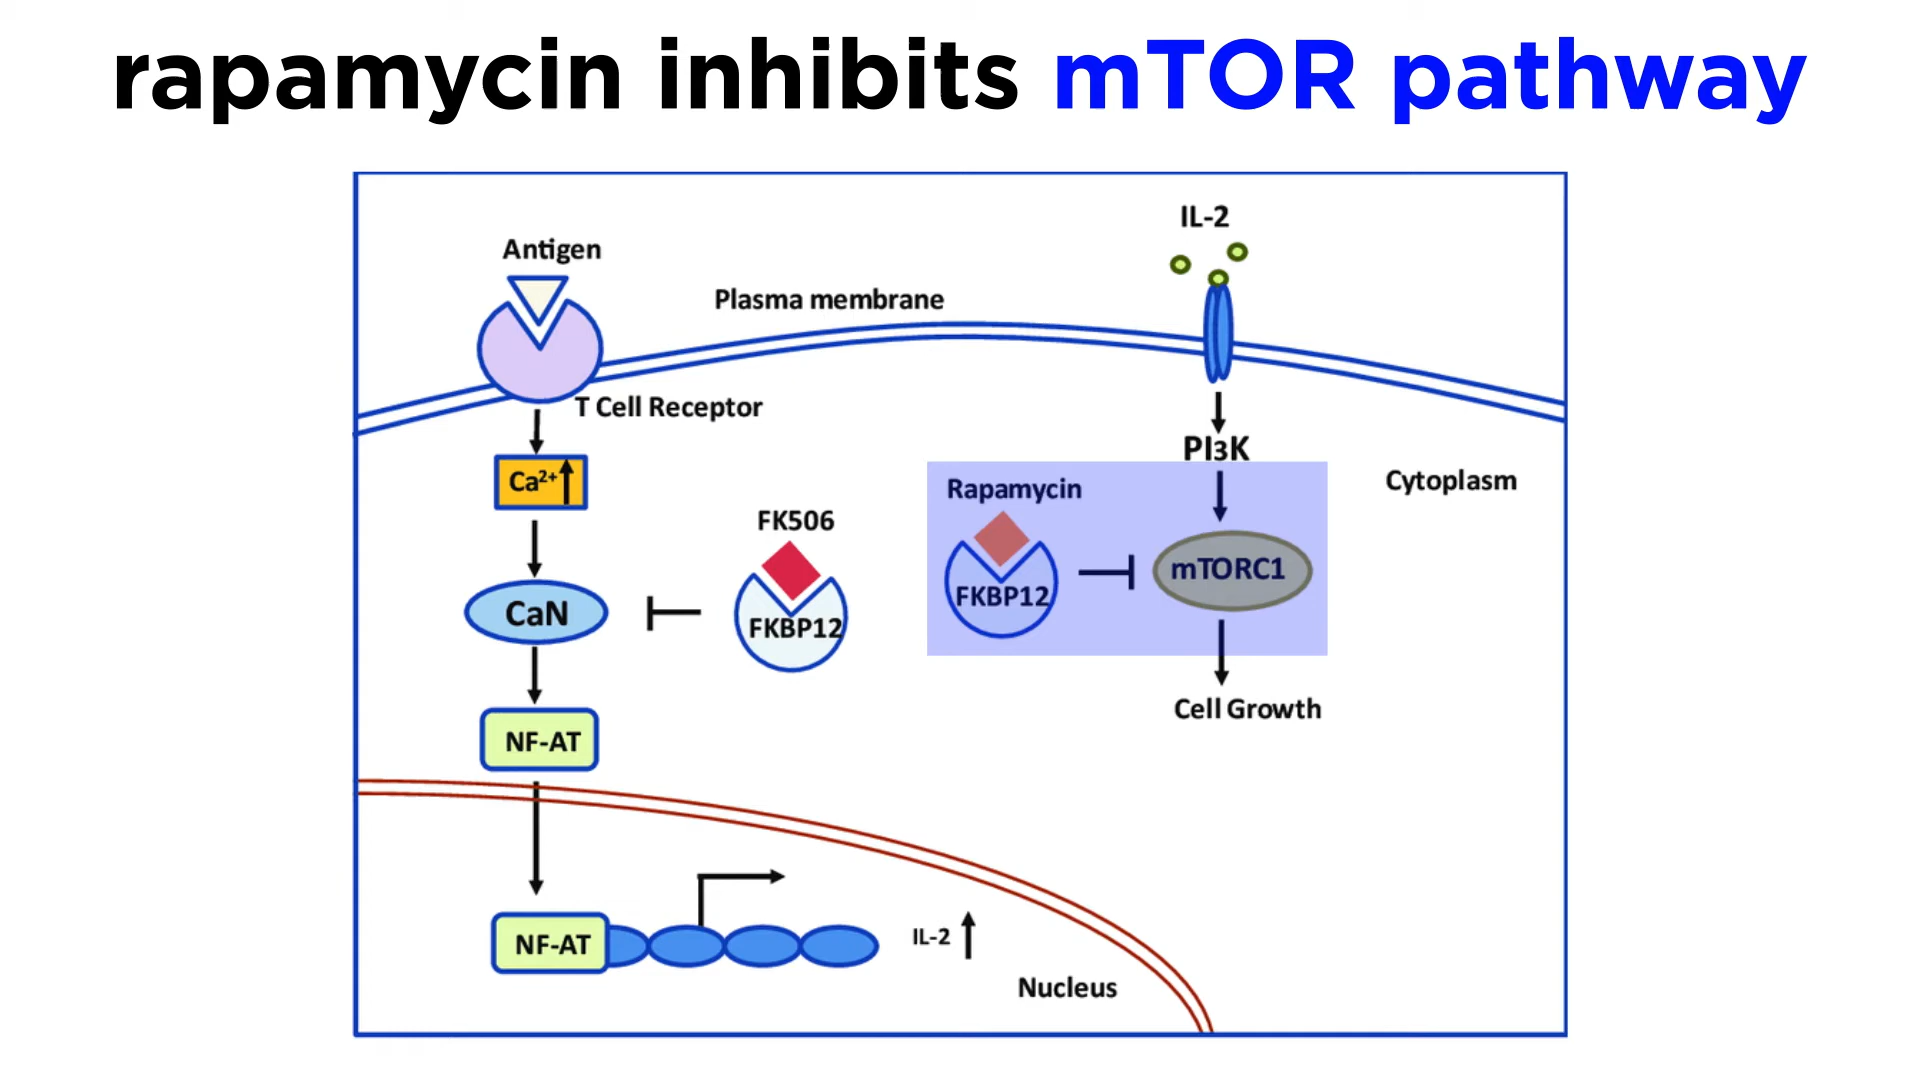 rapamycin inhibits mTOR pathway
IL-2
Antigen
Plasma membrane
T Cell Receptor
PI3K
Ca²⁺
Cytoplasm
Rapamycin
FK506
mTORC1
FKBP12
CaN
FKBP12
Cell Growth
NF-AT
NF-AT
IL-2
Nucleus